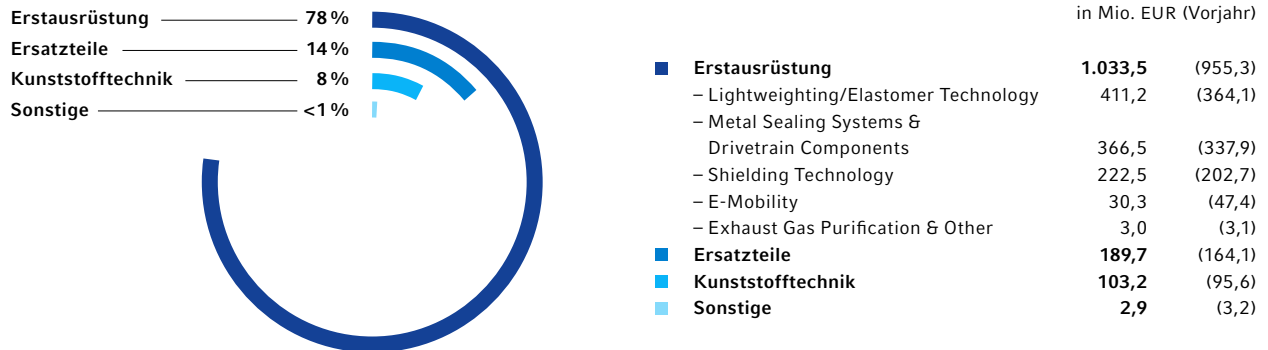 Erstausrüstung 78 %
Ersatzteile 14 %
Kunststofftechnik 8 %
Sonstige <1 %
in Mio. EUR (Vorjahr)
Erstausrüstung 1.033,5 (955,3)
– Lightweighting/Elastomer Technology 411,2 (364,1)
– Metal Sealing Systems &
Drivetrain Components 366,5 (337,9)
– Shielding Technology 222,5 (202,7)
– E-Mobility 30,3 (47,4)
– Exhaust Gas Purification & Other 3,0 (3,1)
Ersatzteile 189,7 (164,1)
Kunststofftechnik 103,2 (95,6)
Sonstige 2,9 (3,2)